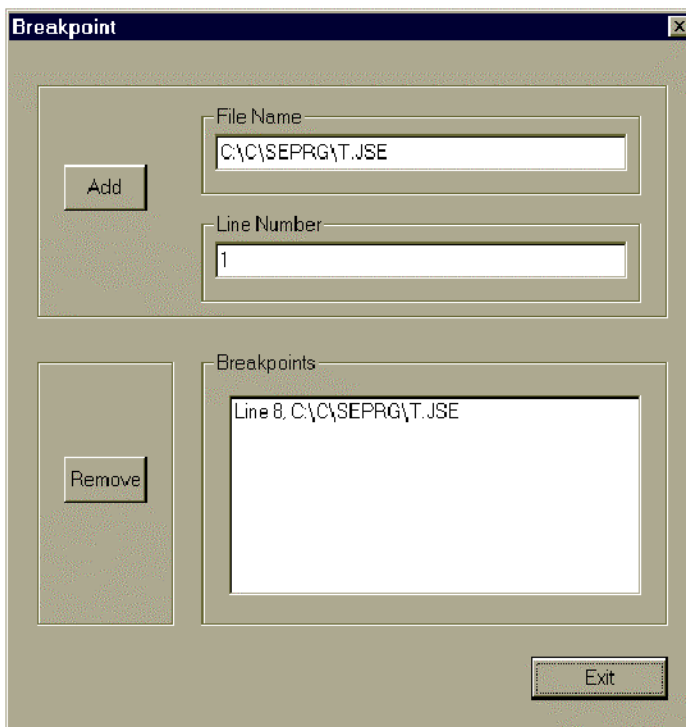 Breakpoint
File Name
C:\C\SEPRG\T.JSE
Add
Line Number
1
Breakpoints
Line 8, C:\C\SEPRG\T.JSE
Remove
Exit